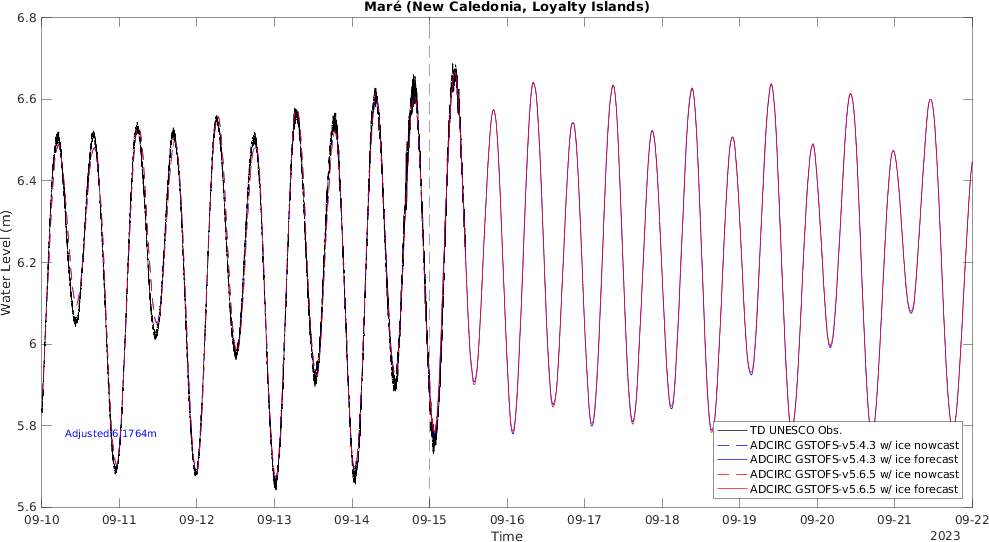 Maré (New Caledonia, Loyalty Islands)
Water Level (m)
6.8
6.6
6.4
6.2
6
5.8
5.6
Adjusted:6.1764m
TD UNESCO Obs.
ADCIRC GSTOFS-v5.4.3 w/ ice nowcast
ADCIRC GSTOFS-v5.4.3 w/ ice forecast
ADCIRC GSTOFS-v5.6.5 w/ ice nowcast
ADCIRC GSTOFS-v5.6.5 w/ ice forecast
09-10 09-11 09-12 09-13 09-14 09-15 09-16 09-17 09-18 09-19 09-20 09-21 09-22
Time
2023